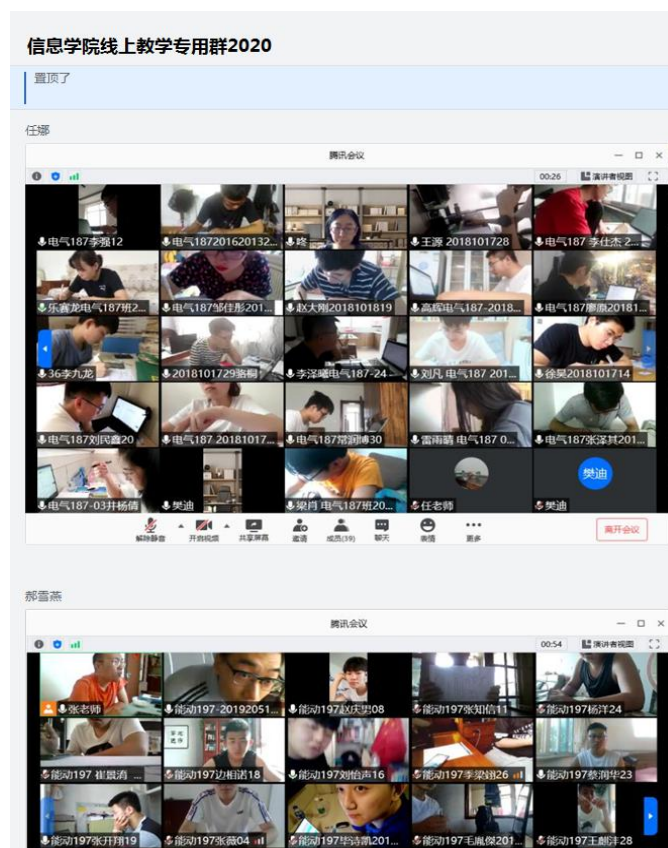 信息学院线上教学专用群2020
置顶了
任娜
腾讯会议
00:26 演讲者视图
电气187李强12 电气187201620132... 咚 王源 2018101728 电气187 李仕杰 2...
乐赛龙电气187班2... 电气187邹佳彤201... 赵大刚2018101819 高辉电气187-2018... 电气187廖原20181...
36李九龙 2018101729骆桐 李泽曦电气187-24 刘凡 电气187 201... 徐昊2018101714
电气187刘民鑫20 电气187 20181017... 电气187常润博30 雷雨晴 电气187 0... 电气187张泽其201...
电气187-03井杨倩 樊迪 梁肖 电气187班20... 任老师 樊迪
樊迪
解除静音 开启视频 共享屏幕 邀请 成员(39) 聊天 表情 更多 离开会议
郝雪燕
腾讯会议
00:54 演讲者视图
张老师 能动197-20192051... 能动197赵庆男08 能动197张知信11 能动197杨洋24
能动197 崔景消 ... 能动197边相诺18 能动197刘怡声16 能动197李梁钊26 能动197蔡润华23
能动197张开翔19 能动197张薇04 能动197毕诗凯201... 能动197毛胤傑201... 能动197王麒沣28